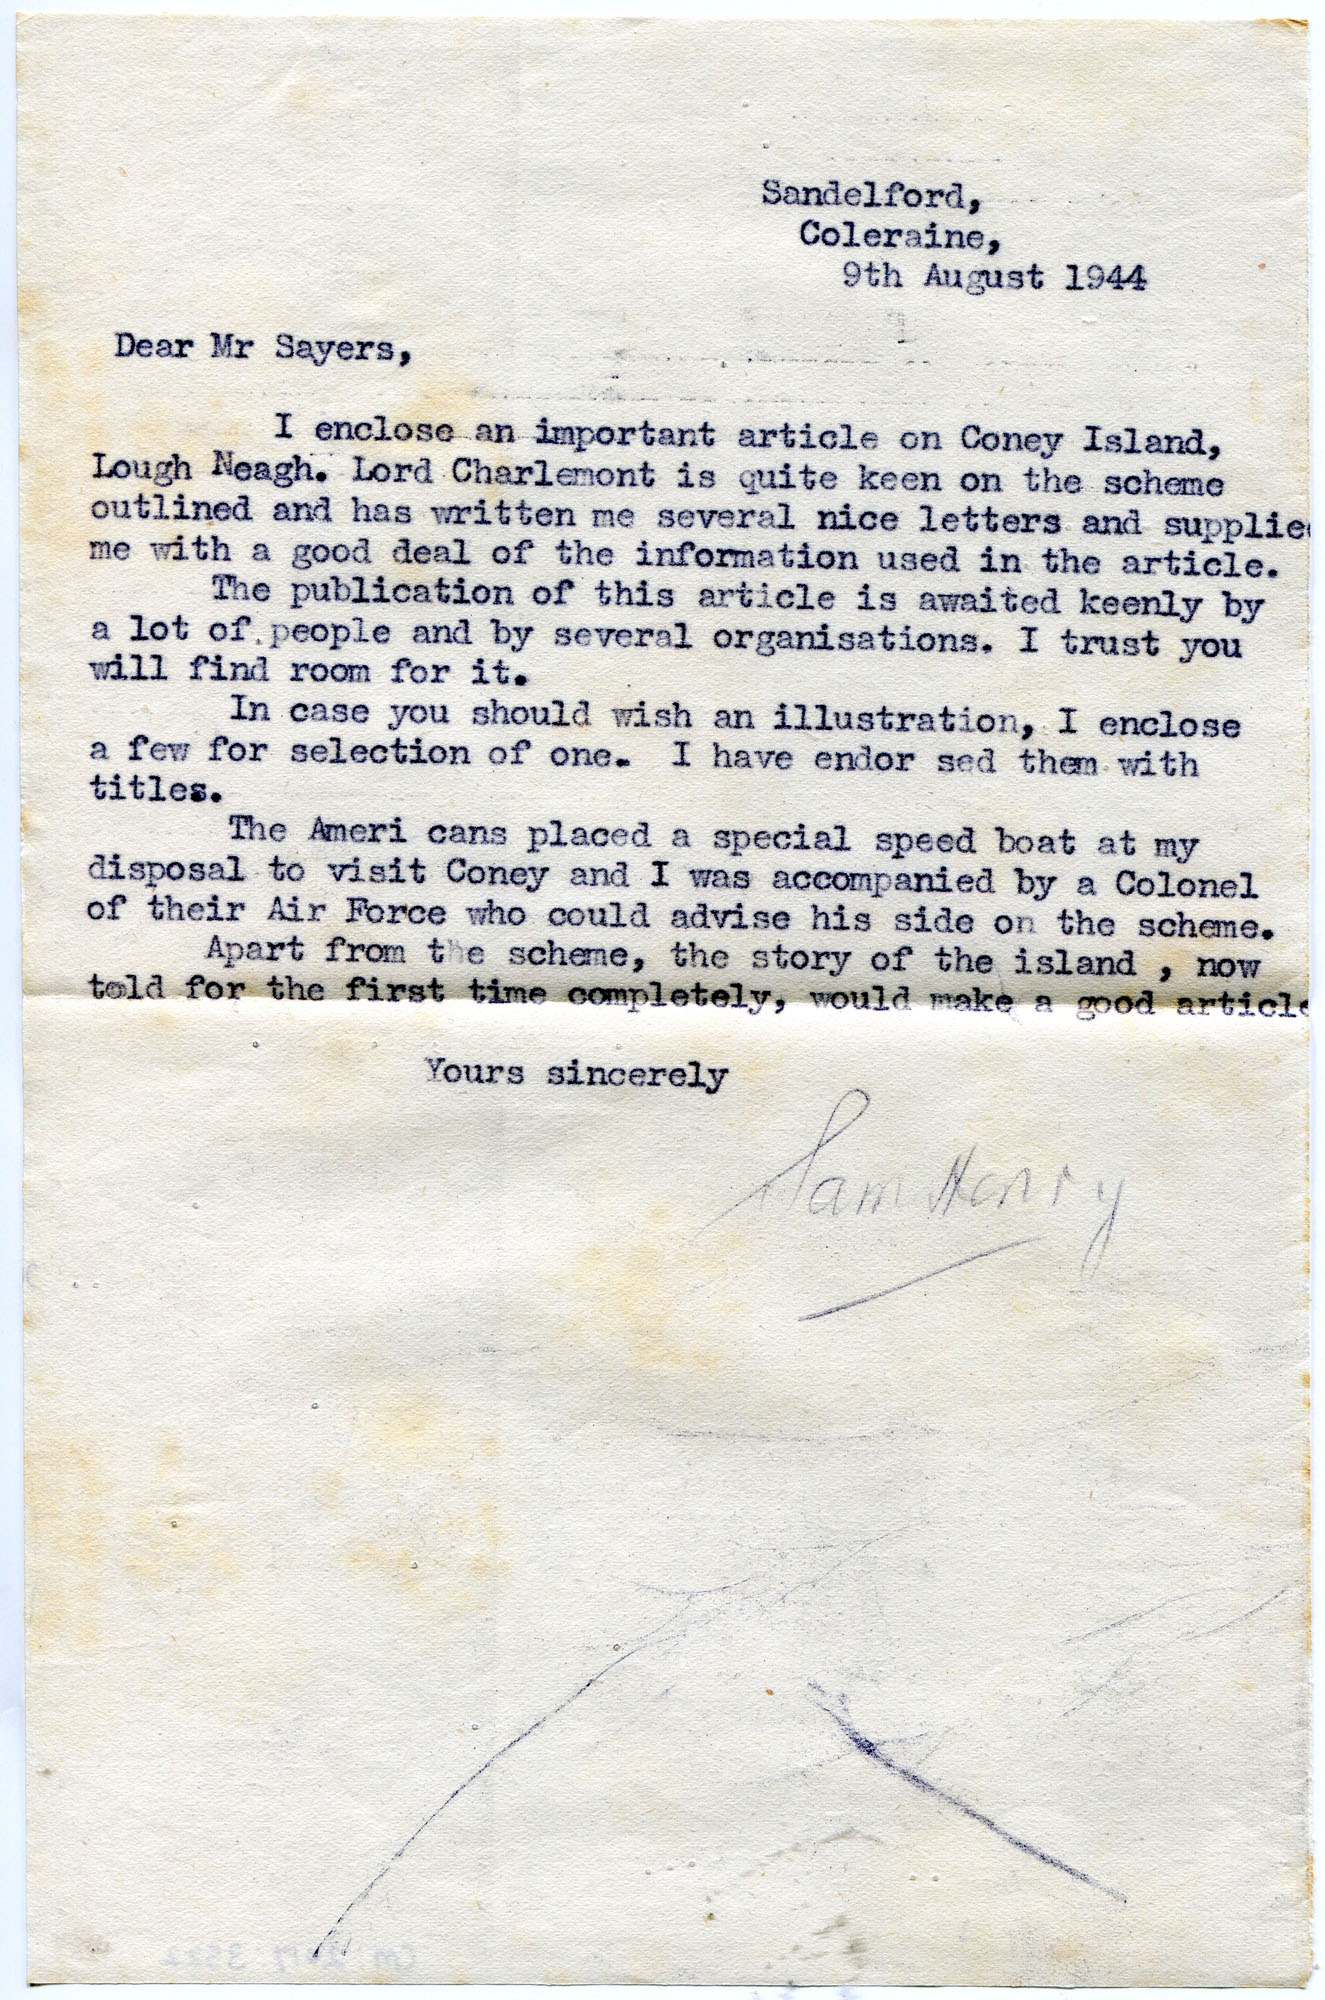 Sandelford,
Coleraine,
9th August 1944
Dear Mr Sayers,
I enclose an important article on Coney Island,
Lough Neagh. Lord Charlemont is quite keen on the scheme
outlined and has written me several nice letters and supplied
me with a good deal of the information used in the article.
The publication of this article is awaited keenly by
a lot of people and by several organisations. I trust you
will find room for it.
In case you should wish an illustration, I enclose
a few for selection of one. I have endor sed them with
titles.
The Ameri cans placed a special speed boat at my
disposal to visit Coney and I was accompanied by a Colonel
of their Air Force who could advise his side on the scheme.
Apart from the scheme, the story of the island , now
told for the first time completely, would make a good article
Yours sincerely
Sam Henry